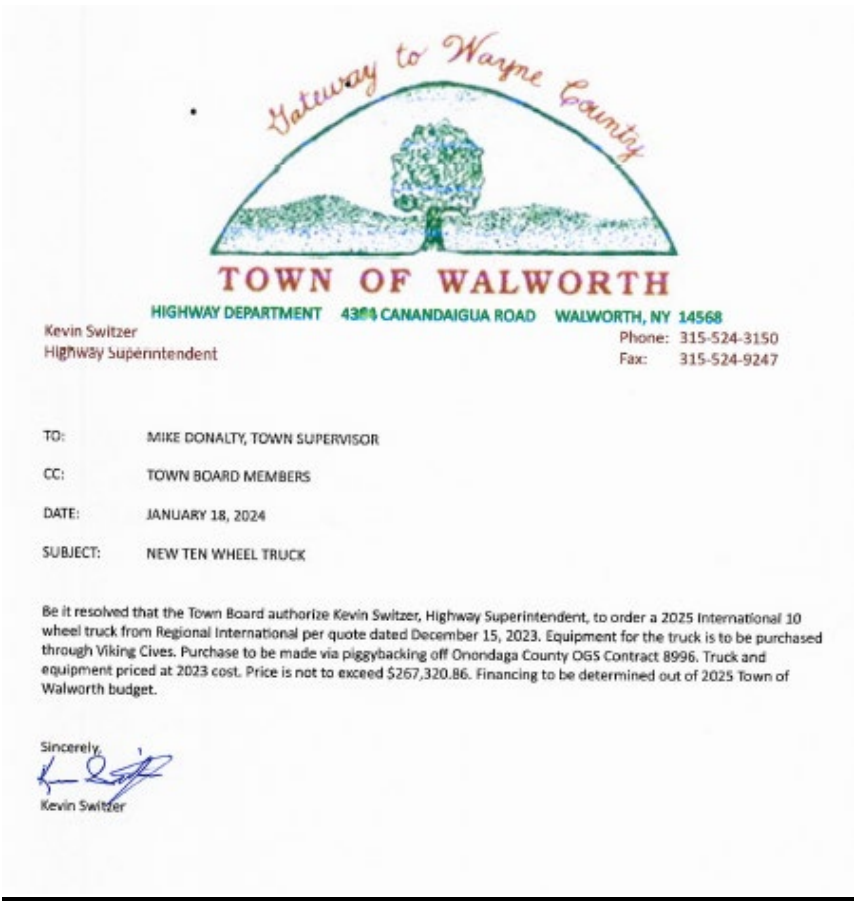 Gateway to Wayne County
TOWN OF WALWORTH
HIGHWAY DEPARTMENT CANANDAIGUA ROAD WALWORTH, NY 14568
Kevin Switzer
Highway Superintendent
Phone: 315-524-3150
Fax: 315-524-9247
TO: MIKE DONALTY, TOWN SUPERVISOR
CC: TOWN BOARD MEMBERS
DATE: JANUARY 18, 2024
SUBJECT: NEW TEN WHEEL TRUCK
Be it resolved that the Town Board authorize Kevin Switzer, Highway Superintendent, to order a 2025 International 10
wheel truck from Regional International per quote dated December 15, 2023. Equipment for the truck is to be purchased
through Viking Cives. Purchase to be made via piggybacking off Onondaga County OGS Contract 8996. Truck and
equipment priced at 2023 cost. Price is not to exceed $267,320.86. Financing to be determined out of 2025 Town of
Walworth budget.
Sincerely,
Kevin Switzer